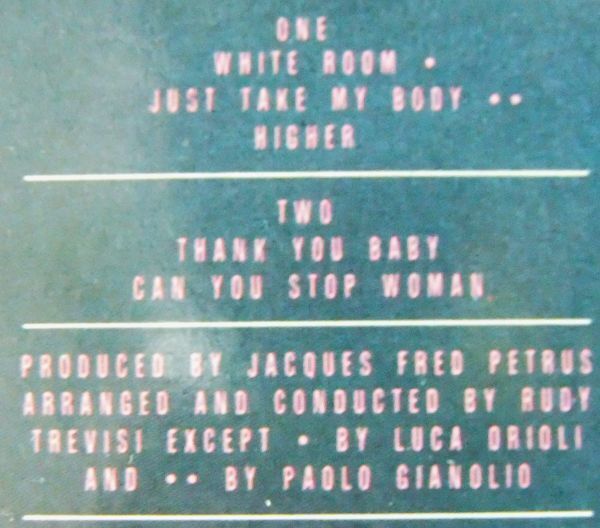 ONE
WHITE ROOM •
JUST TAKE MY BODY ••
HIGHER
TWO
THANK YOU BABY
CAN YOU STOP WOMAN
PRODUCED BY JACQUES FRED PETRUS
ARRANGED AND CONDUCTED BY RUDY
TREVISI EXCEPT • BY LUCA ORIOLI
AND •• BY PAOLO GIANOLIO